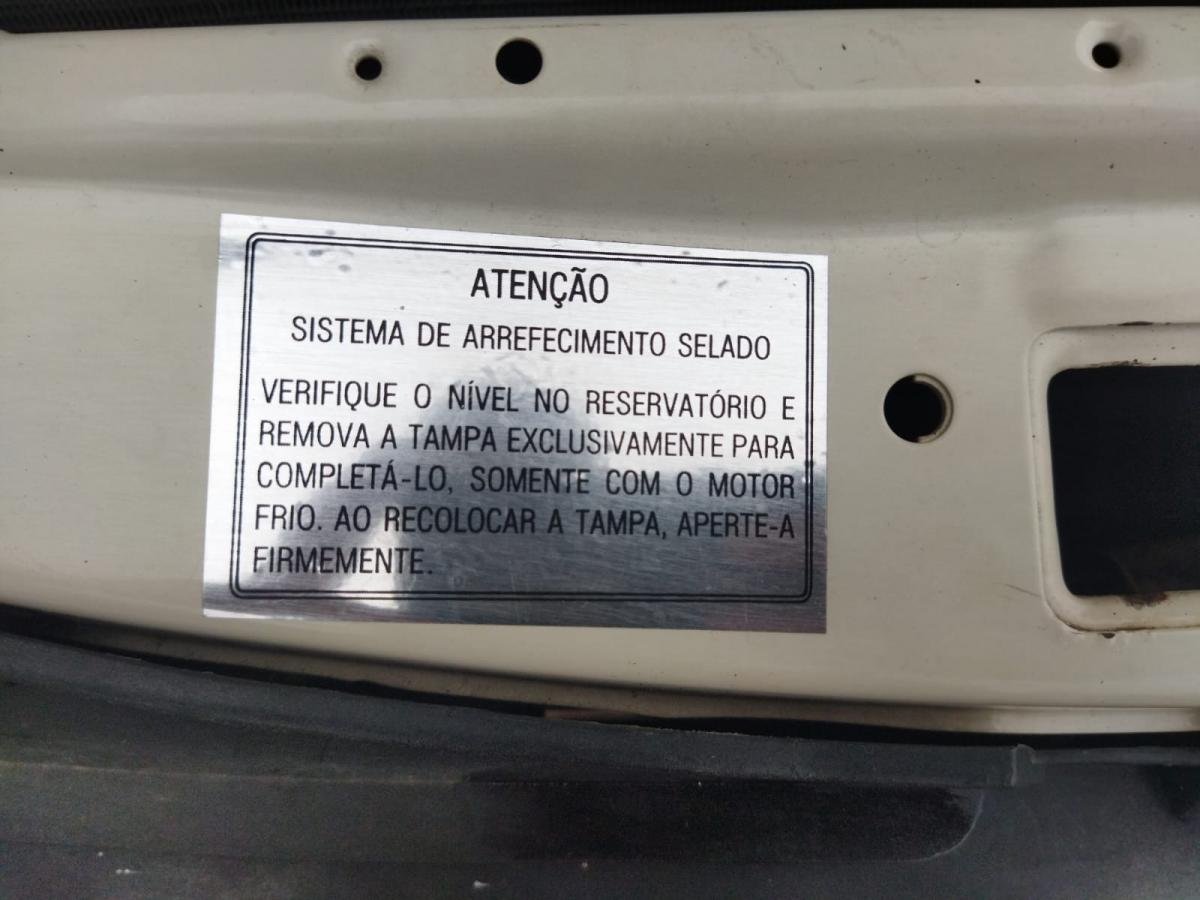 ATENÇÃO
SISTEMA DE ARREFECIMENTO SELADO
VERIFIQUE O NÍVEL NO RESERVATÓRIO E
REMOVA A TAMPA EXCLUSIVAMENTE PARA
COMPLETÁ-LO, SOMENTE COM O MOTOR
FRIO. AO RECOLOCAR A TAMPA, APERTE-A
FIRMEMENTE.